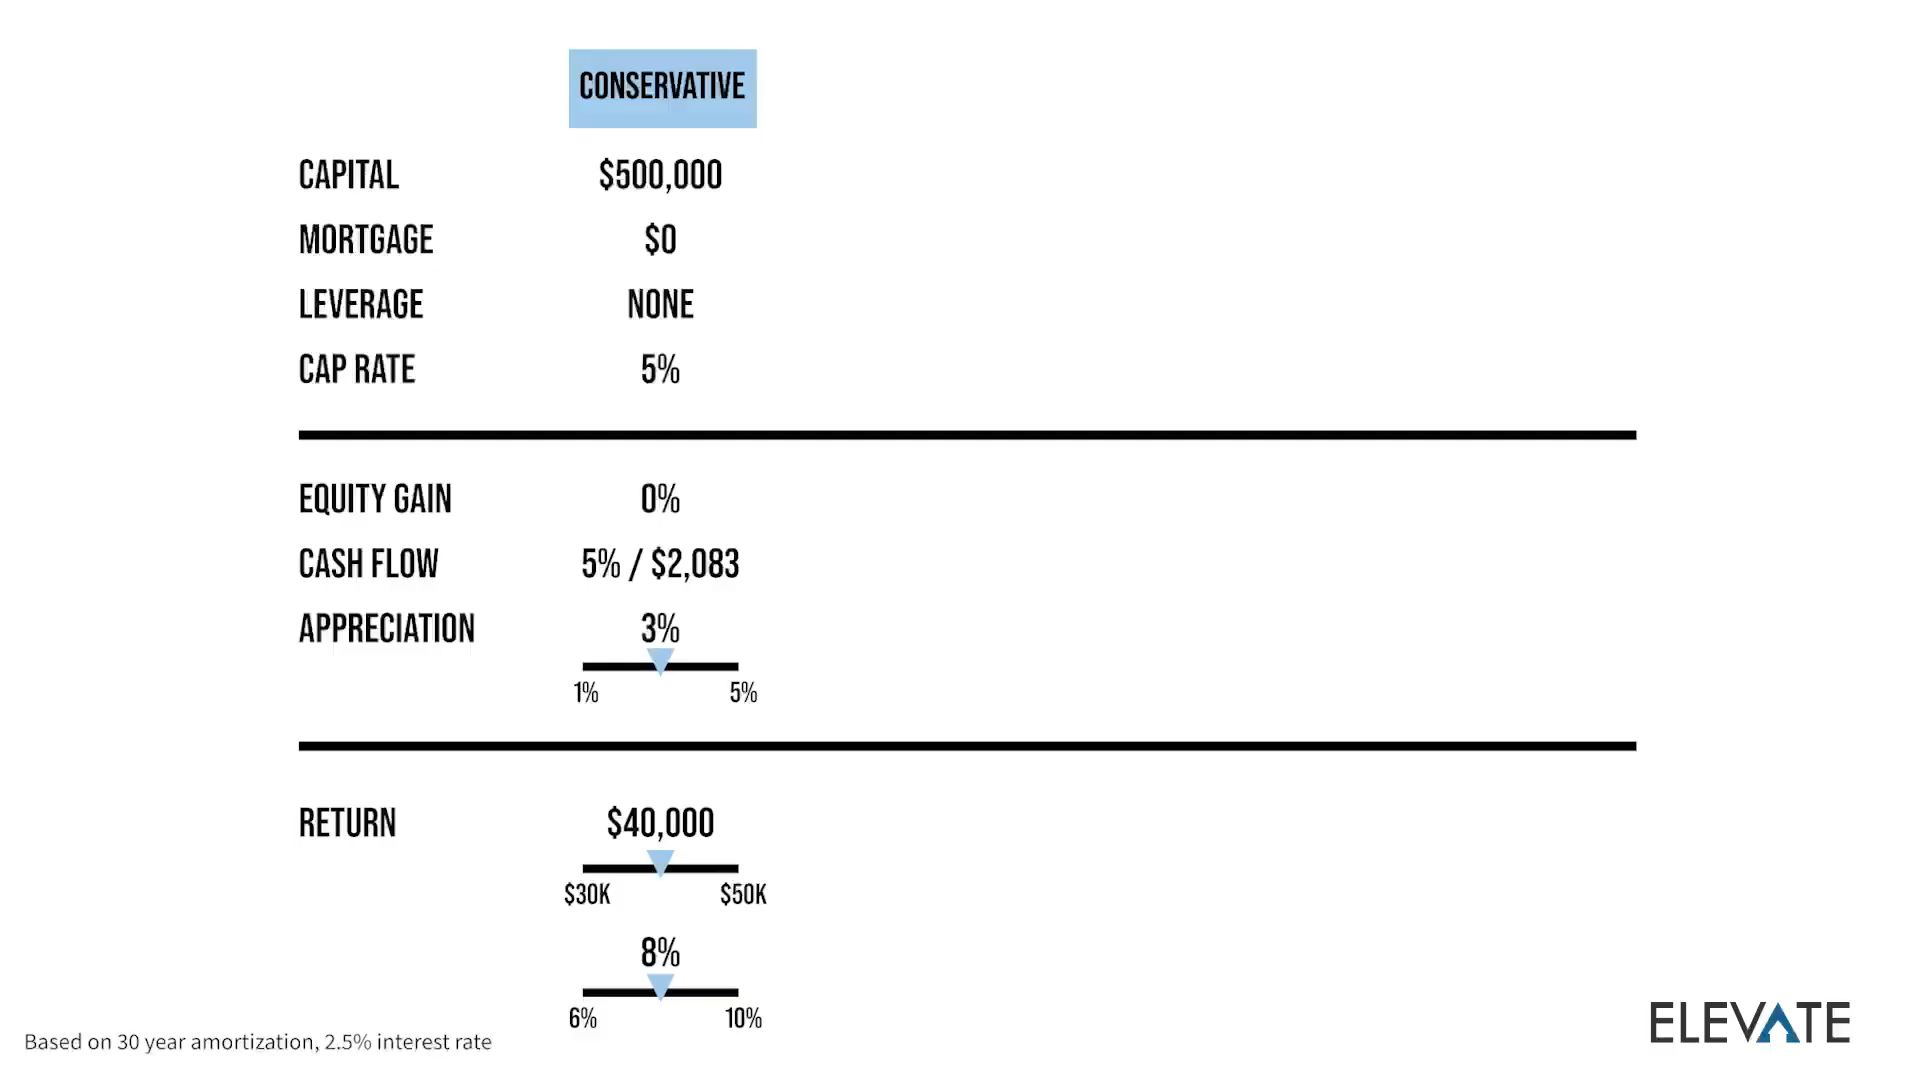 CONSERVATIVE
CAPITAL $500,000
MORTGAGE $0
LEVERAGE NONE
CAP RATE 5%
EQUITY GAIN 0%
CASH FLOW 5% / $2,083
APPRECIATION 3%
1% 5%
RETURN $40,000
$30K $50K
8%
6% 10%
Based on 30 year amortization, 2.5% interest rate
ELEVATE